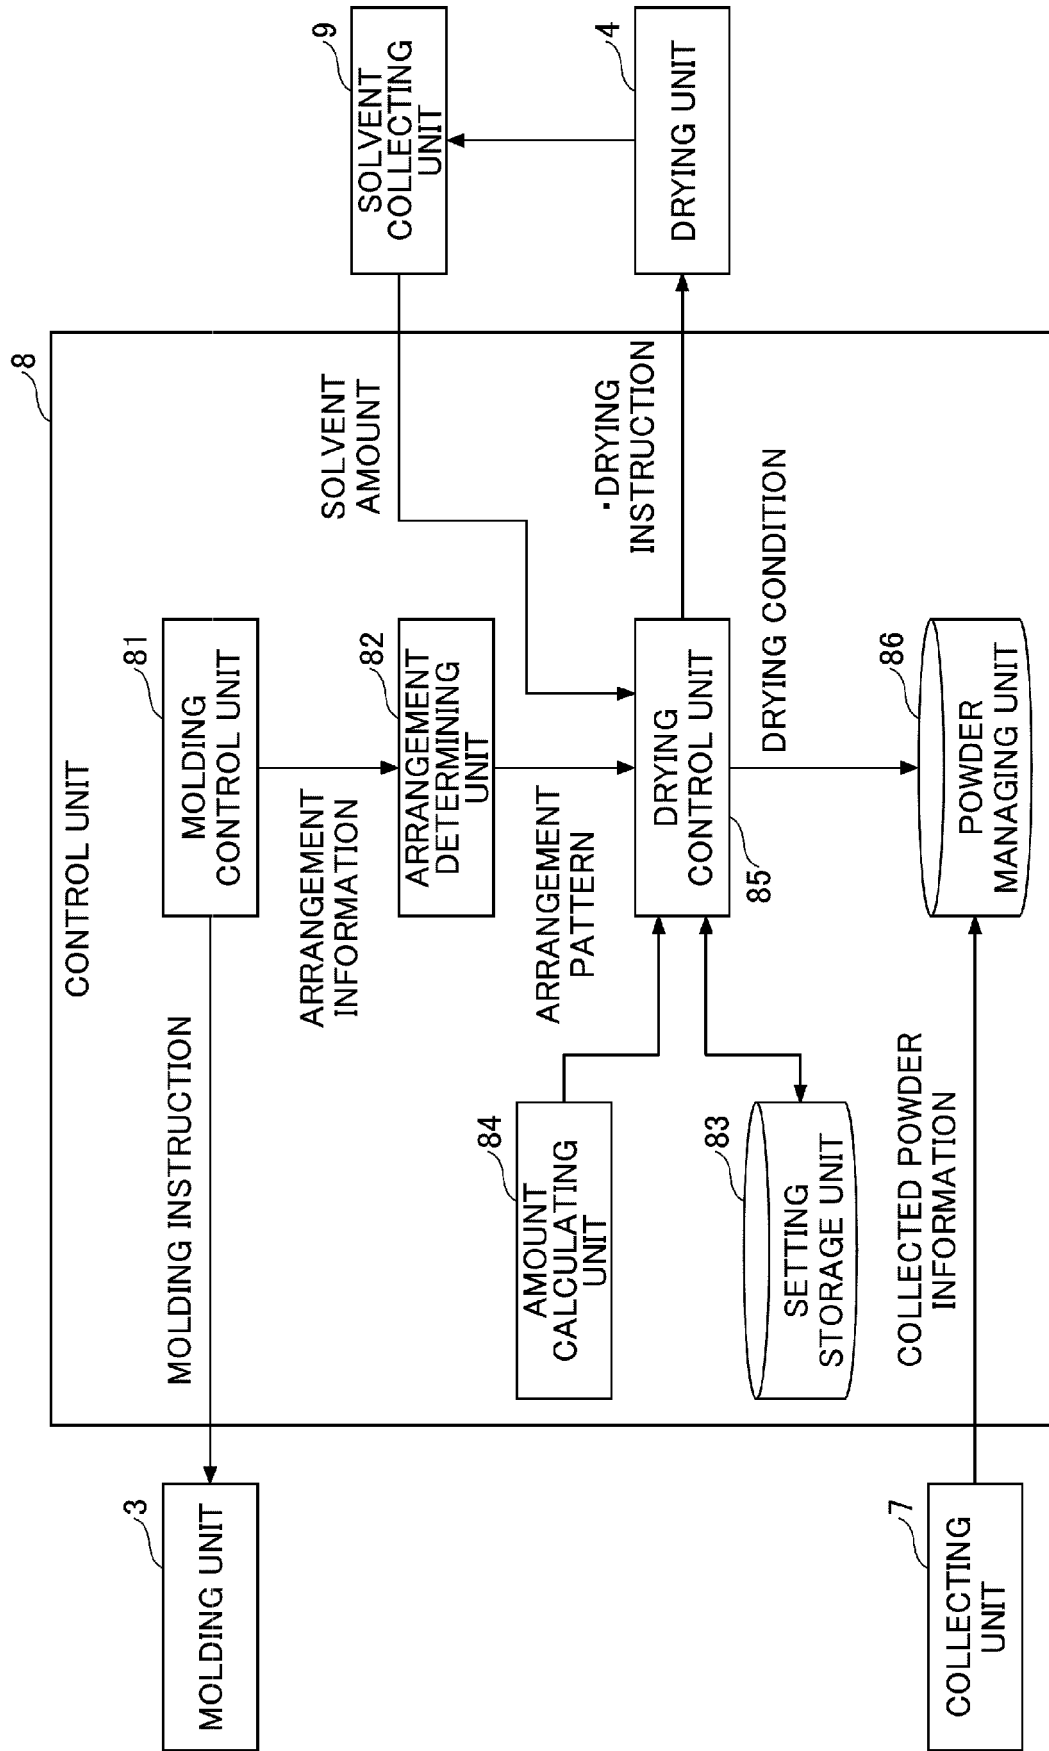 8
CONTROL UNIT
3
MOLDING UNIT
MOLDING INSTRUCTION
81
MOLDING
CONTROL UNIT
ARRANGEMENT
INFORMATION
82
ARRANGEMENT
DETERMINING
UNIT
SOLVENT
AMOUNT
9
SOLVENT
COLLECTING
UNIT
84
AMOUNT
CALCULATING
UNIT
ARRANGEMENT
PATTERN
85
DRYING
CONTROL UNIT
・DRYING
INSTRUCTION
4
DRYING UNIT
83
SETTING
STORAGE UNIT
DRYING CONDITION
7
COLLECTING
UNIT
COLLECTED POWDER
INFORMATION
86
POWDER
MANAGING UNIT